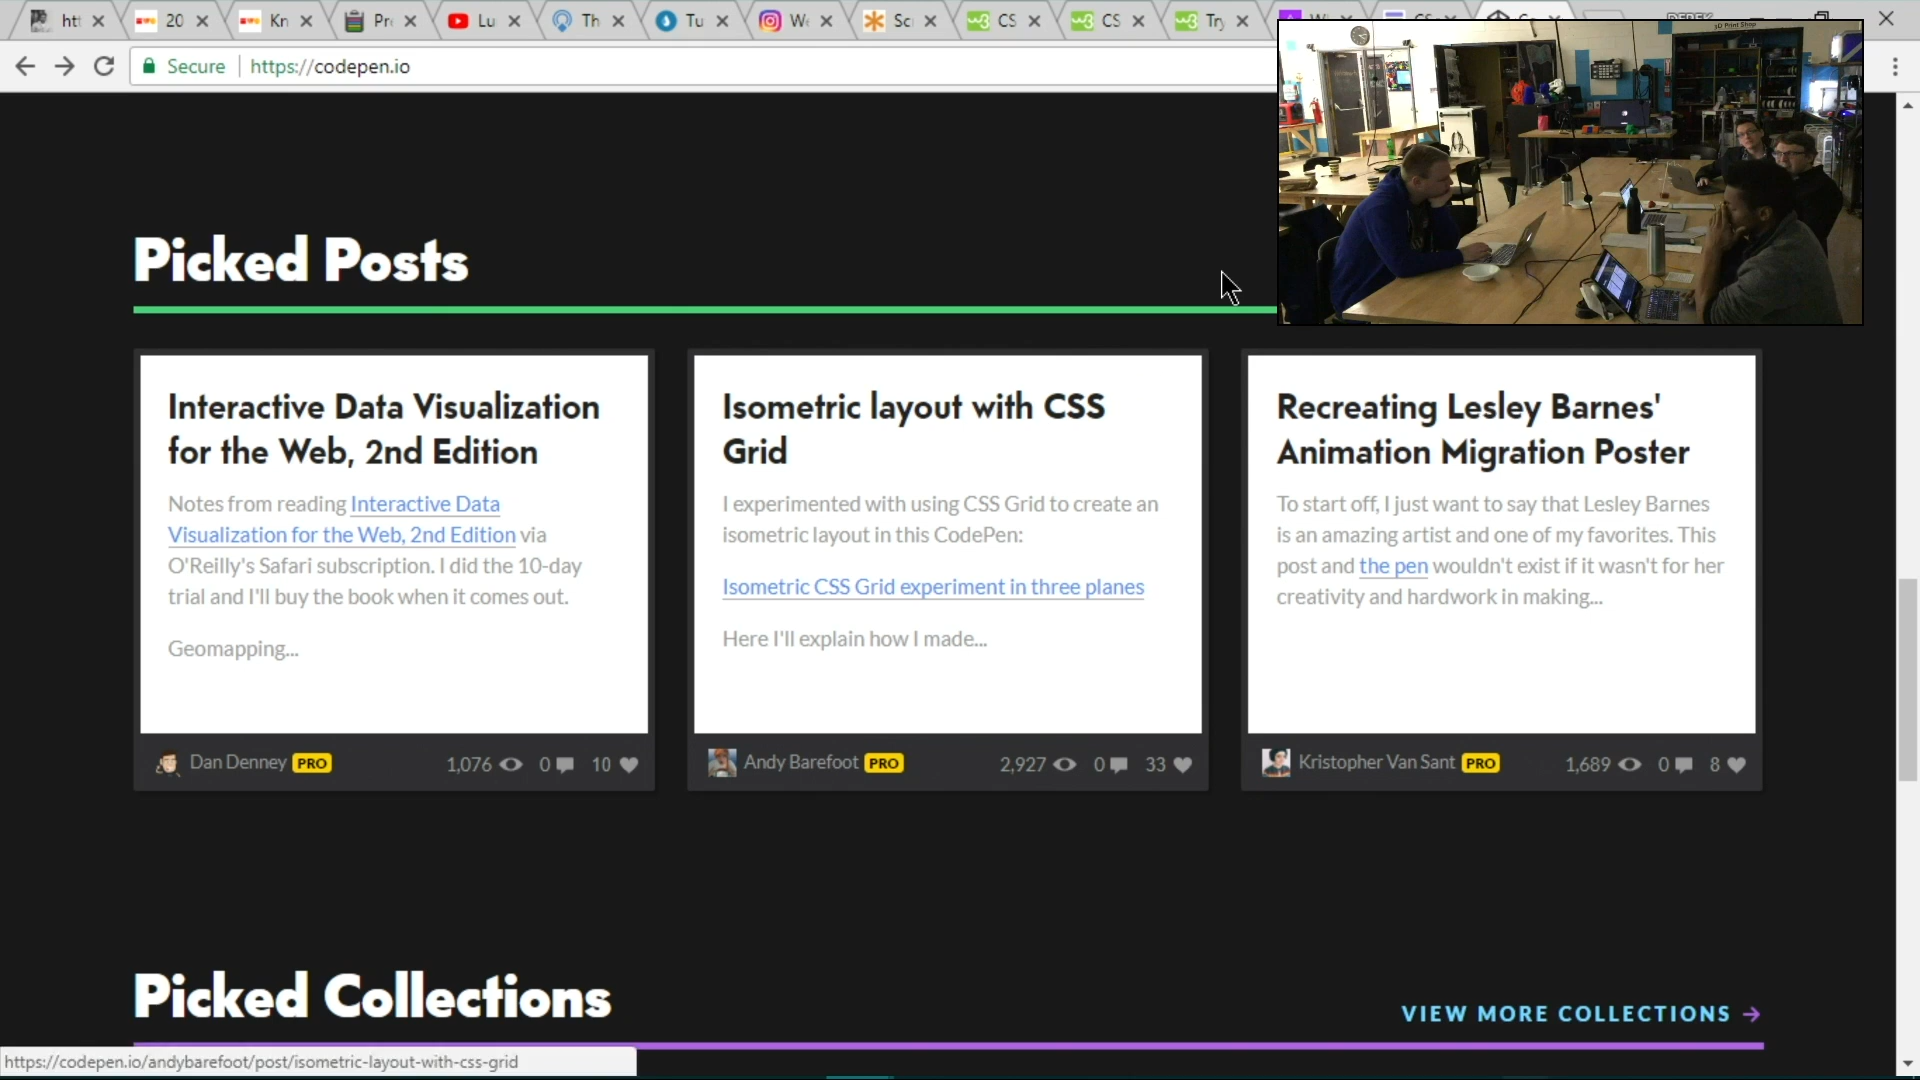 htt
20
Kn
Pr
Lu
Th
Tu
We
Sc
CS
CS
Try
DEREK
Secure
https://codepen.io
3D Print Shop
Picked Posts
Interactive Data Visualization
for the Web, 2nd Edition
Notes from reading Interactive Data
Visualization for the Web, 2nd Edition via
O'Reilly's Safari subscription. I did the 10-day
trial and I'll buy the book when it comes out.
Geomapping...
Dan Denney PRO
1,076
0
10
Isometric layout with CSS
Grid
I experimented with using CSS Grid to create an
isometric layout in this CodePen:
Isometric CSS Grid experiment in three planes
Here I'll explain how I made...
Andy Barefoot PRO
2,927
0
33
Recreating Lesley Barnes'
Animation Migration Poster
To start off, I just want to say that Lesley Barnes
is an amazing artist and one of my favorites. This
post and the pen wouldn't exist if it wasn't for her
creativity and hardwork in making...
Kristopher Van Sant PRO
1,689
0
8
Picked Collections
VIEW MORE COLLECTIONS →
https://codepen.io/andybarefoot/post/isometric-layout-with-css-grid